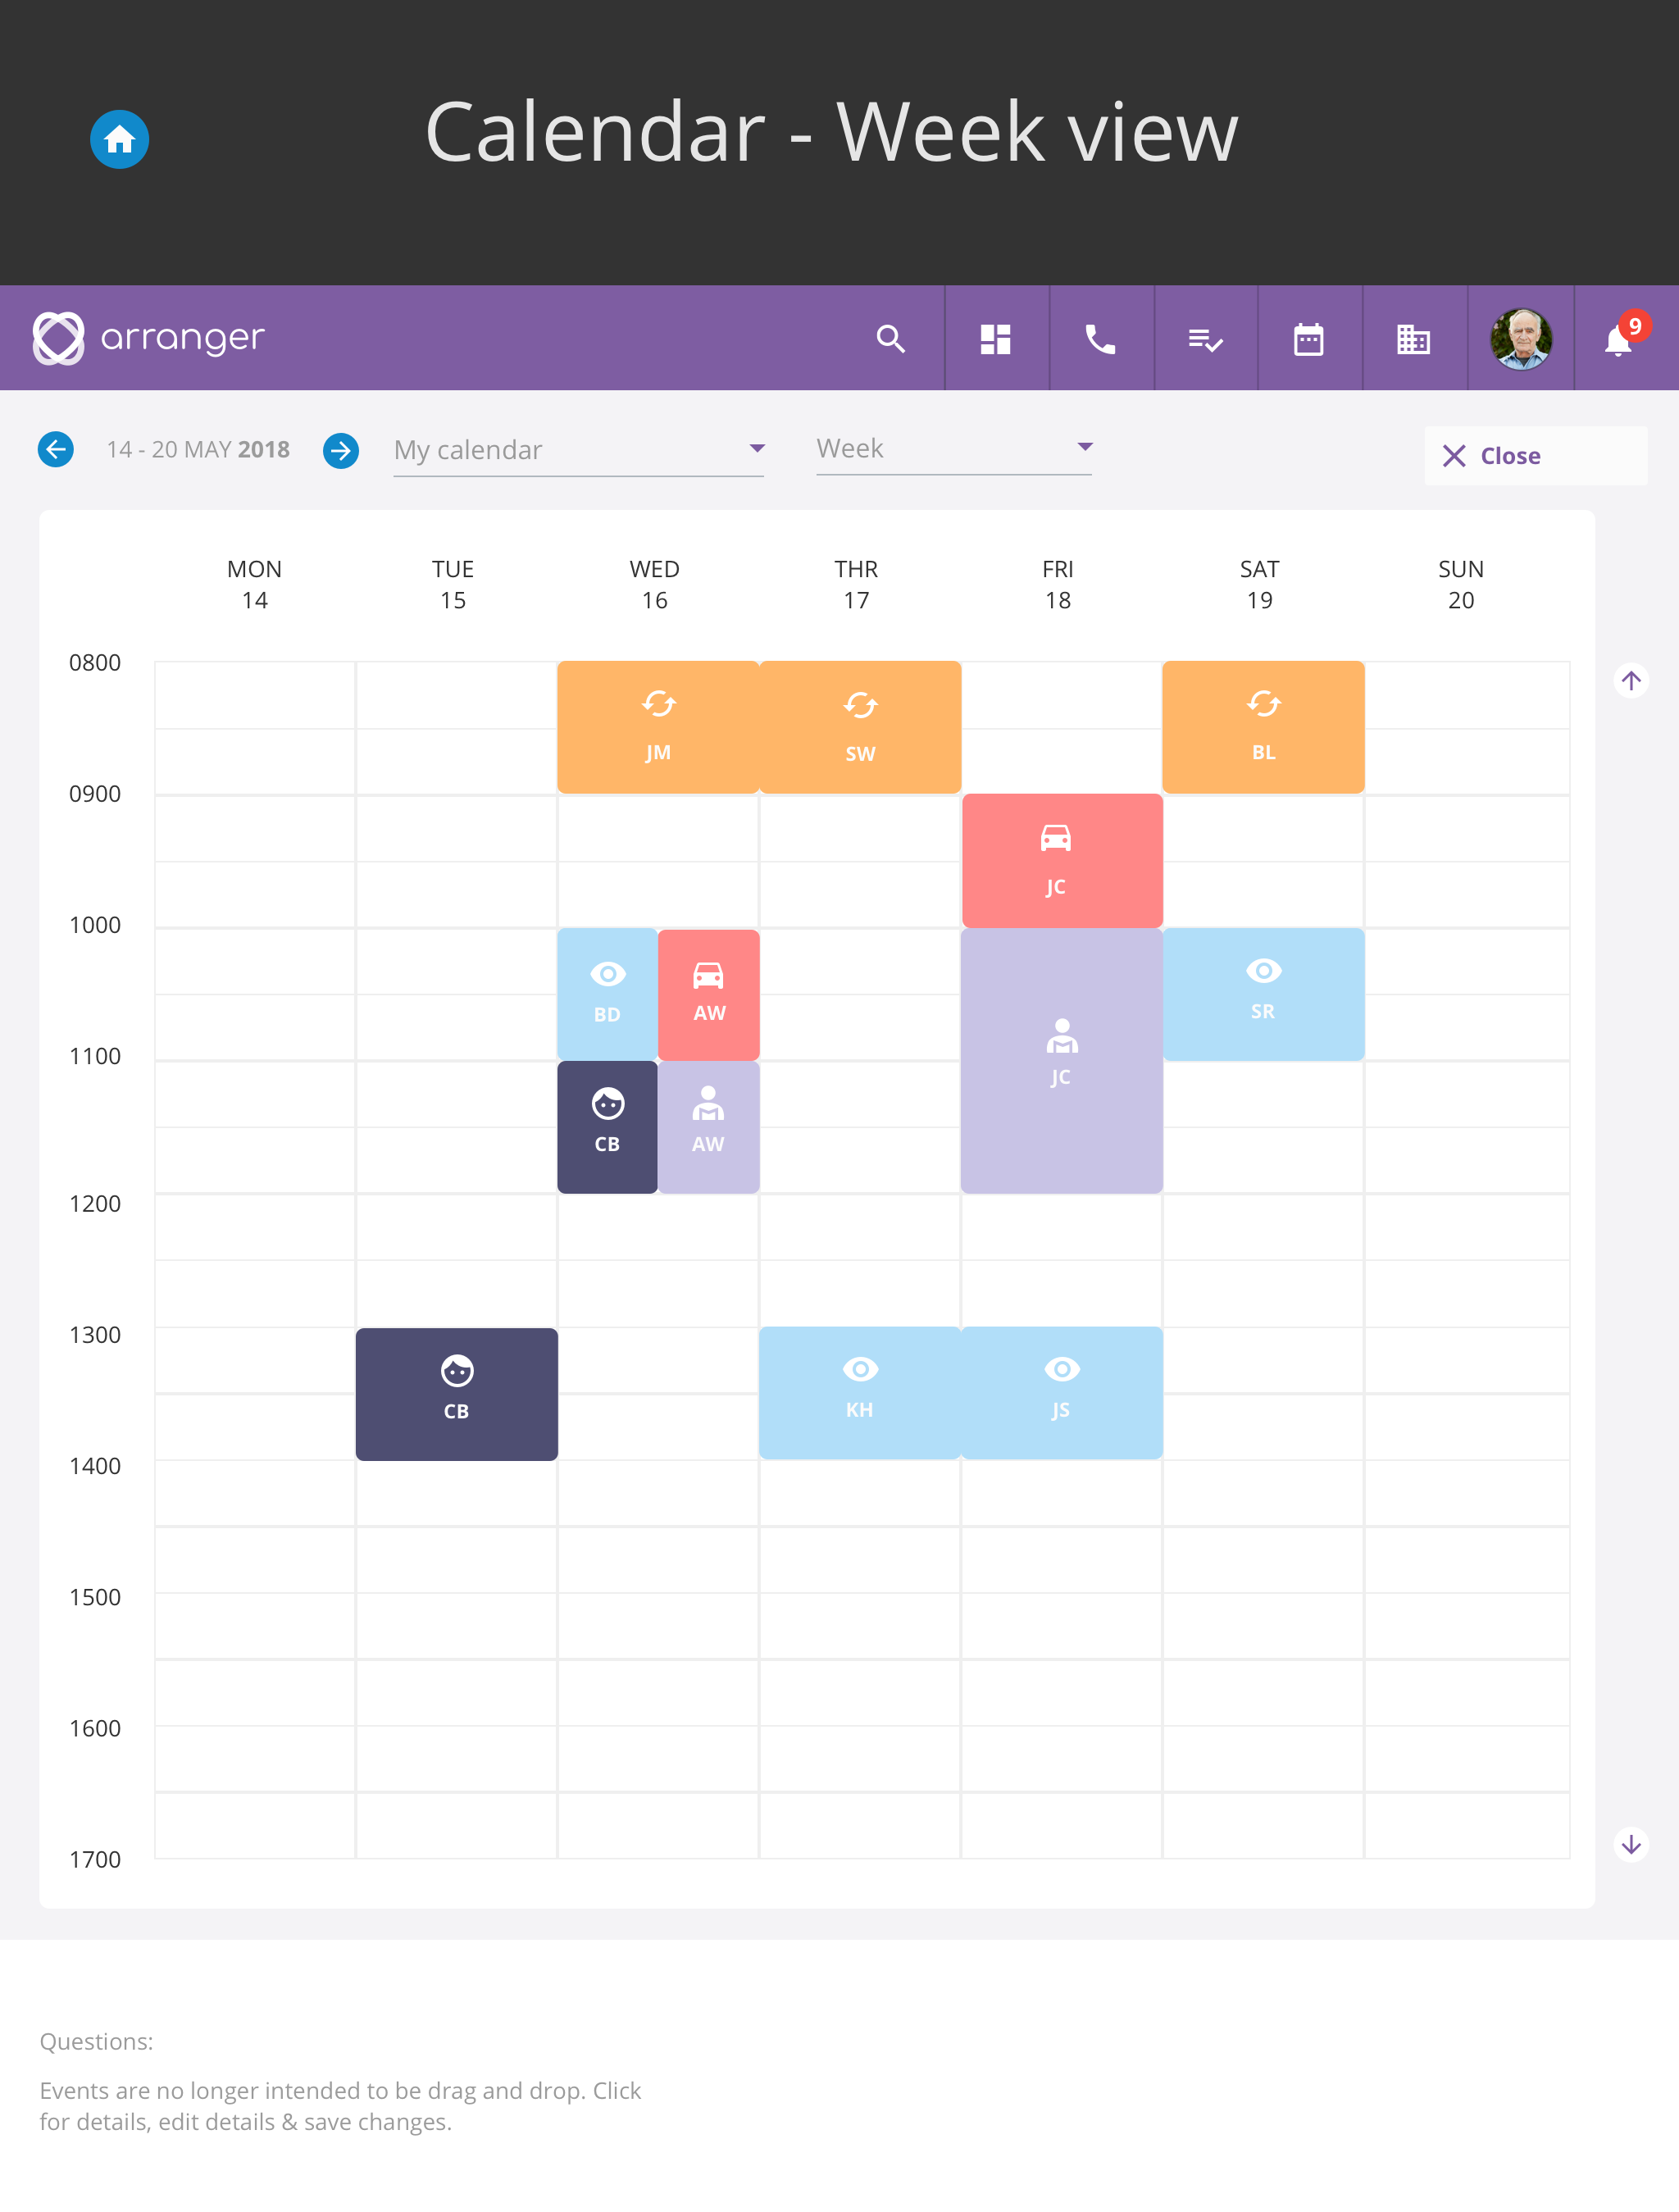 Calendar - Week view
arranger
9
14 - 20 MAY 2018
My calendar
Week
Close
MON TUE WED THR FRI SAT SUN
14 15 16 17 18 19 20
0800
JM SW BL
0900
JC
1000
BD AW SR
1100
JC
CB AW
1200
1300
CB KH JS
1400
1500
1600
1700
Questions:
Events are no longer intended to be drag and drop. Click
for details, edit details & save changes.